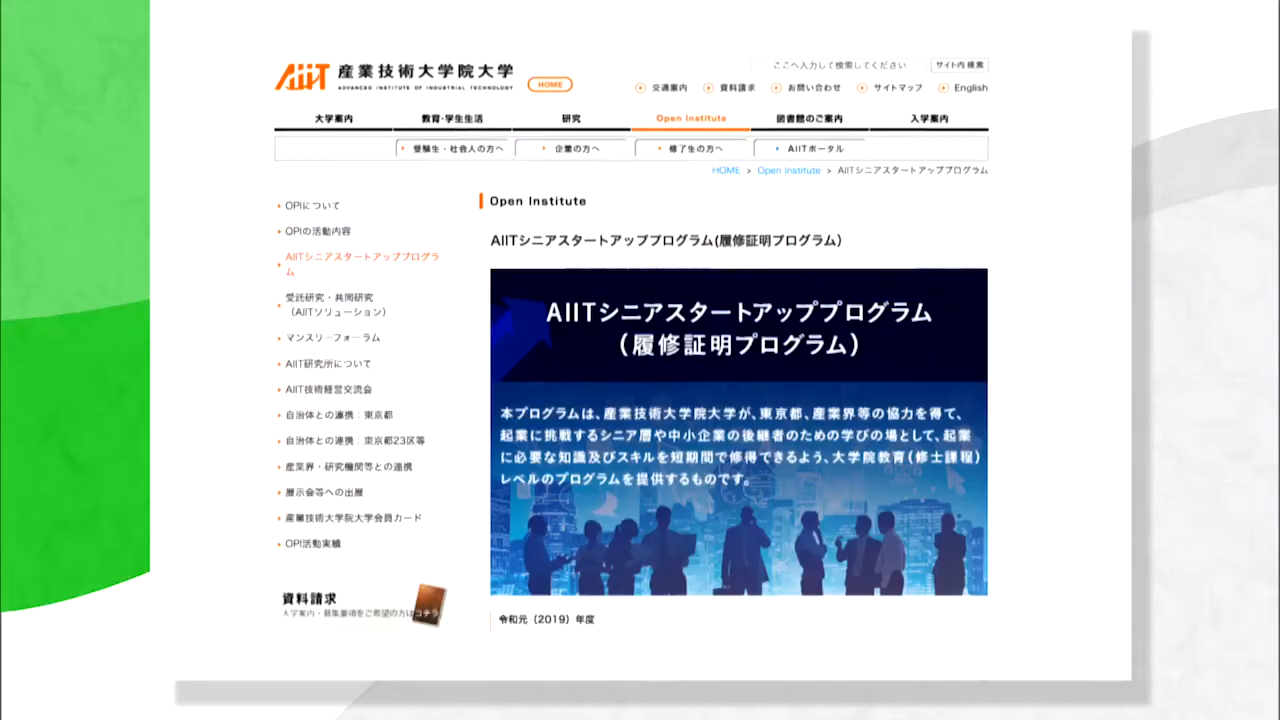 AIIT 産業技術大学院大学
ADVANCED INSTITUTE OF INDUSTRIAL TECHNOLOGY
HOME
ここへ入力して検索してください
サイト内検索
交通案内
資料請求
お問い合わせ
サイトマップ
English
大学案内
教育・学生生活
研究
Open Institute
図書館のご案内
入学案内
受験生・社会人の方へ
企業の方へ
修了生の方へ
AIITポータル
HOME > Open Institute > AIITシニアスタートアッププログラム
OPIについて
OPIの活動内容
AIITシニアスタートアッププログラ
ム
受託研究・共同研究
（AIITソリューション）
マンスリーフォーラム
AIIT研究所について
AIIT技術経営交流会
自治体との連携：東京都
自治体との連携：東京都23区等
産業界・研究機関等との連携
展示会等への出展
産業技術大学院大学会員カード
OPI活動実績
資料請求
大学案内・募集要項をご希望の方はコチラ
Open Institute
AIITシニアスタートアッププログラム(履修証明プログラム）
AIITシニアスタートアッププログラム
（履修証明プログラム）
本プログラムは、産業技術大学院大学が、東京都、産業界等の協力を得て、
起業に挑戦するシニア層や中小企業の後継者のための学びの場として、起業
に必要な知識及びスキルを短期間で修得できるよう、大学院教育（修士課程）
レベルのプログラムを提供するものです。
令和元（2019）年度